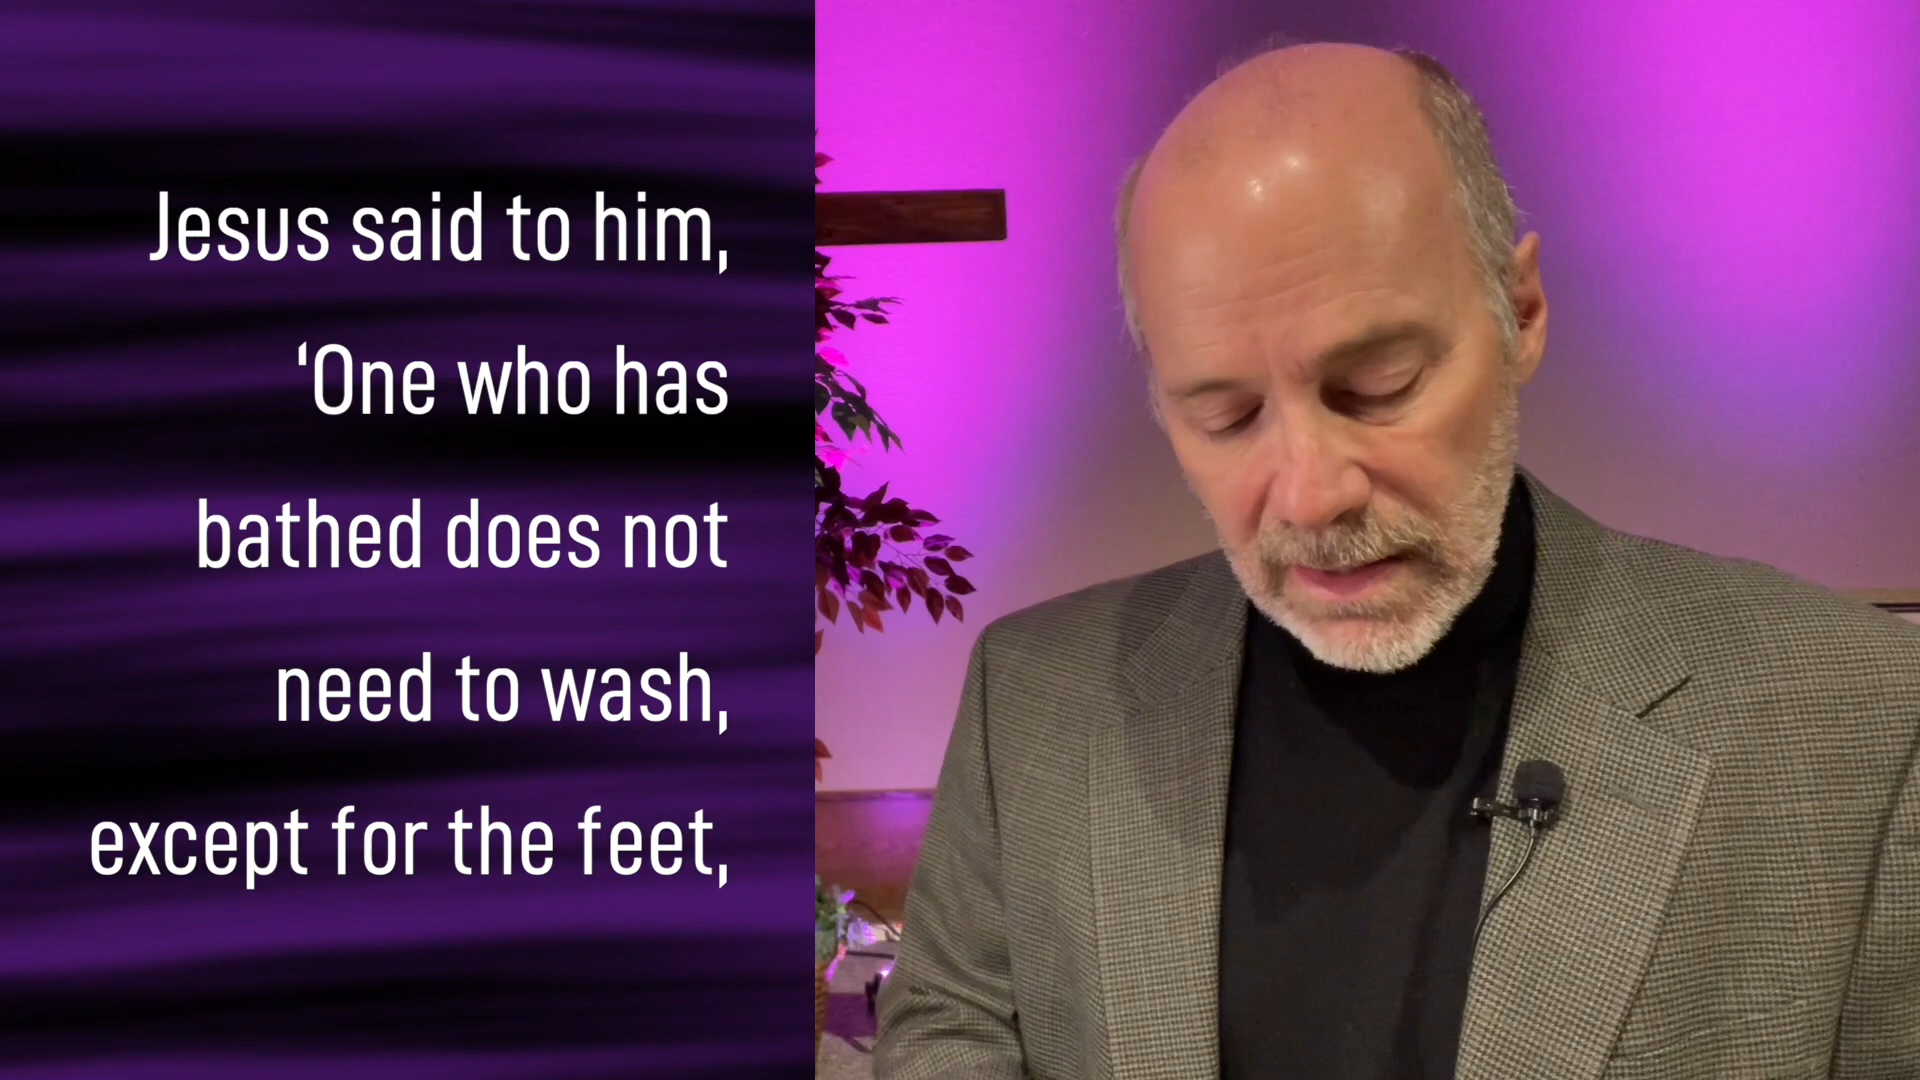 Jesus said to him,
‘One who has
bathed does not
need to wash,
except for the feet,